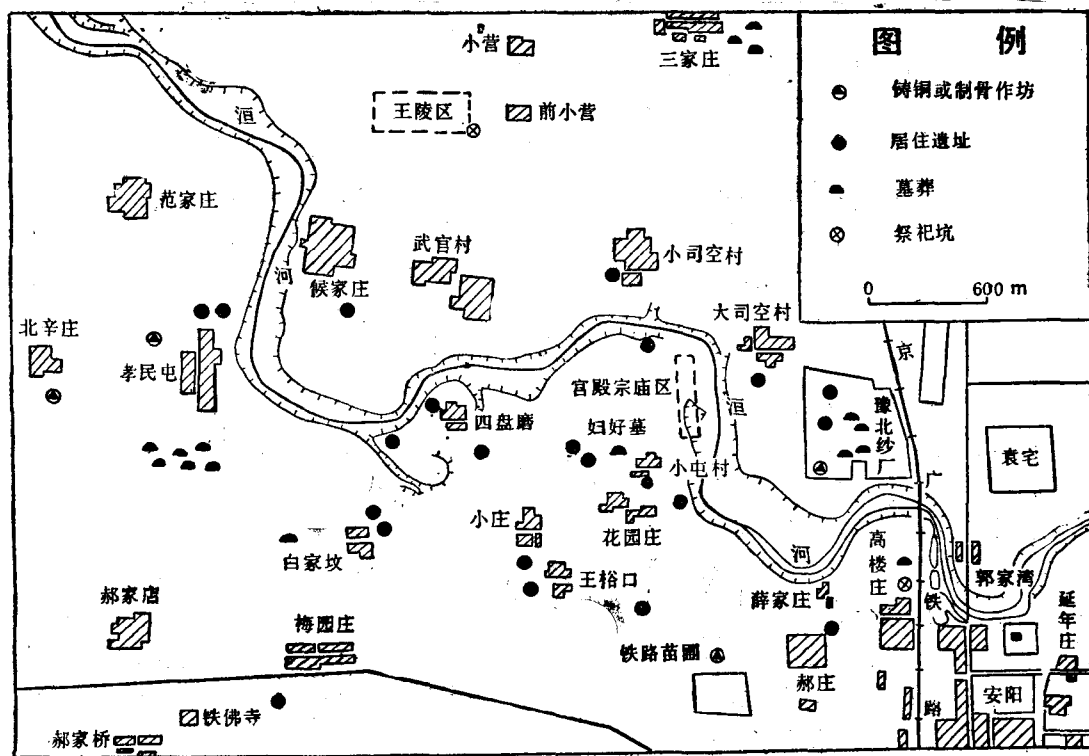 小营
三家庄
图 例
铸铜或制骨作坊
居住遗址
墓葬
祭祀坑
0 600 m
王陵区
前小营
洹
范家庄
武官村
小司空村
河
候家庄
大司空村
京
北辛庄
孝民屯
宫殿宗庙区
洹
豫北纱厂
四盘磨
妇好墓
袁宅
小屯村
广
小庄
花园庄
高楼庄
河
白家坟
王裕口
薛家庄
郭家湾
铁
郝家店
梅园庄
延年庄
铁路苗圃
郝庄
安阳
路
铁佛寺
郝家桥